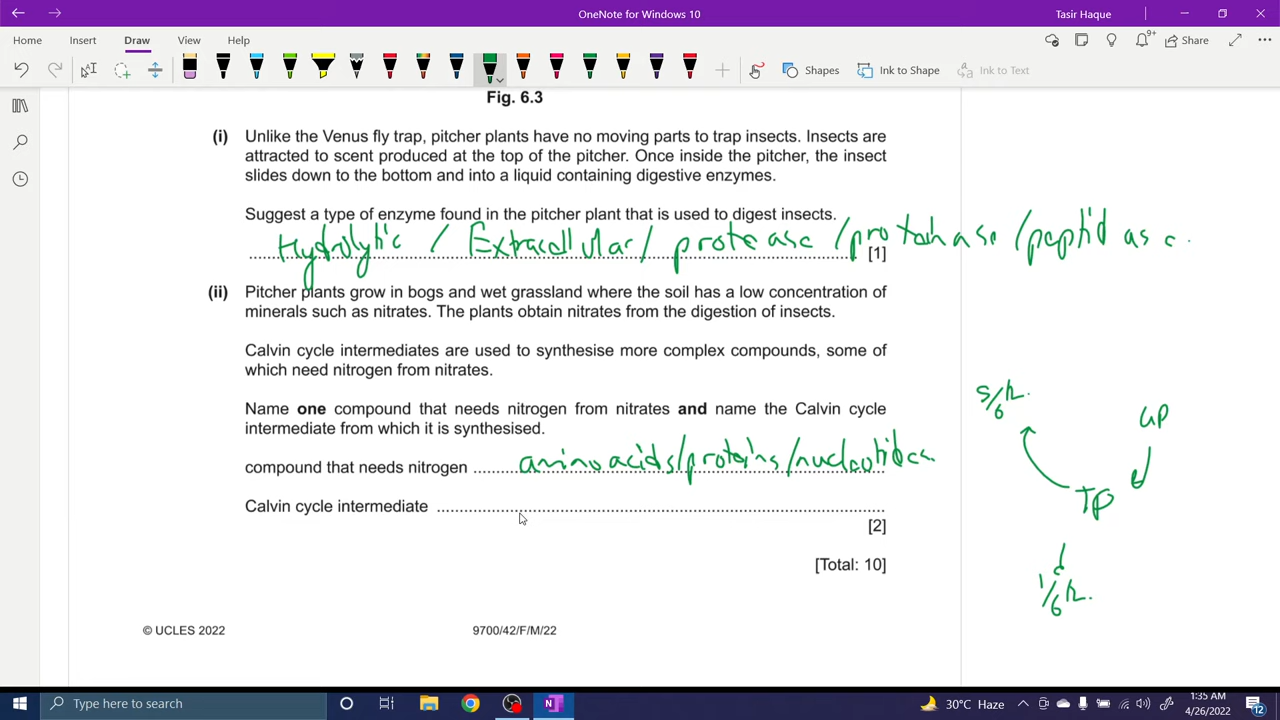 OneNote for Windows 10
Tasir Haque
Home Insert Draw View Help
9+
Share
Shapes
Ink to Shape
Ink to Text
Fig. 6.3
(i) Unlike the Venus fly trap, pitcher plants have no moving parts to trap insects. Insects are
attracted to scent produced at the top of the pitcher. Once inside the pitcher, the insect
slides down to the bottom and into a liquid containing digestive enzymes.
Suggest a type of enzyme found in the pitcher plant that is used to digest insects.
Hydrolytic / Extracellular / protease / proteinase / peptidase
[1]
(ii) Pitcher plants grow in bogs and wet grassland where the soil has a low concentration of
minerals such as nitrates. The plants obtain nitrates from the digestion of insects.
Calvin cycle intermediates are used to synthesise more complex compounds, some of
which need nitrogen from nitrates.
Name one compound that needs nitrogen from nitrates and name the Calvin cycle
intermediate from which it is synthesised.
compound that needs nitrogen amino acids/proteins/nucleotides
Calvin cycle intermediate
[2]
[Total: 10]
5/6
GP
TP
1/6
© UCLES 2022
9700/42/F/M/22
Type here to search
30°C Haze
1:35 AM
4/26/2022
12